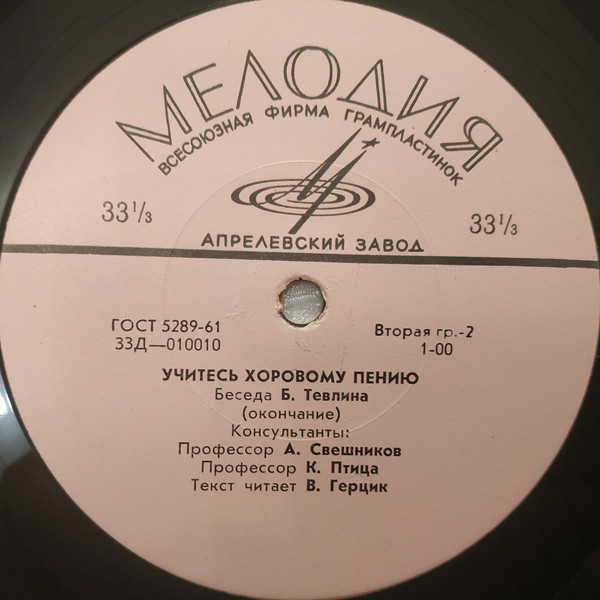 МЕЛОДИЯ
ВСЕСОЮЗНАЯ ФИРМА ГРАМПЛАСТИНОК
33 1/3
33 1/3
АПРЕЛЕВСКИЙ ЗАВОД
ГОСТ 5289-61
33Д—010010
Вторая гр.-2
1-00
УЧИТЕСЬ ХОРОВОМУ ПЕНИЮ
Беседа Б. Тевлина
(окончание)
Консультанты:
Профессор А. Свешников
Профессор К. Птица
Текст читает В. Герцик